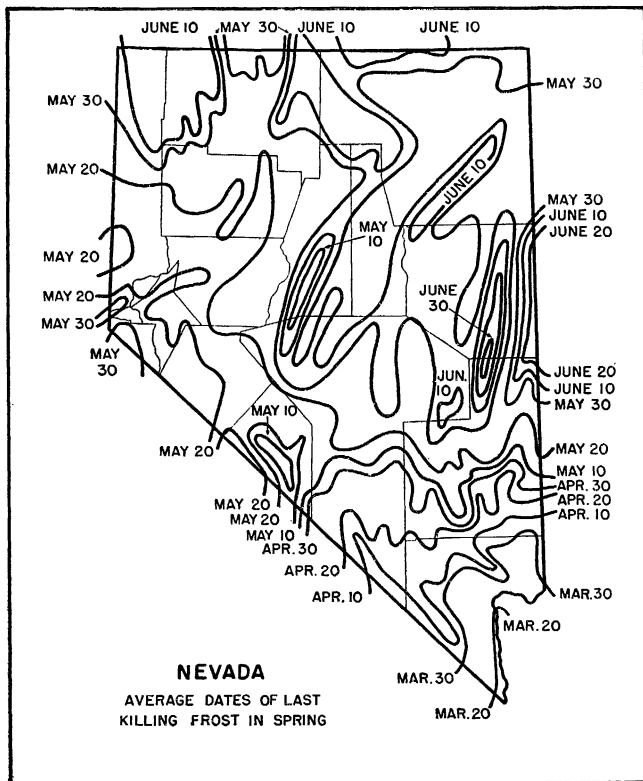 JUNE 10
MAY 30
JUNE 10
JUNE 10
MAY 30
MAY 30
MAY 20
JUNE 10
MAY 30
JUNE 10
JUNE 20
MAY
10
MAY 20
JUNE
30
MAY 20
MAY 30
MAY
30
JUN.
10
JUNE 20
JUNE 10
MAY 30
MAY 10
MAY 20
MAY 20
MAY 10
APR. 30
APR. 20
APR. 10
MAY 20
MAY 20
MAY 10
APR. 30
APR. 20
APR. 10
MAR. 30
MAR. 20
MAR. 30
MAR. 20
NEVADA
AVERAGE DATES OF LAST
KILLING FROST IN SPRING